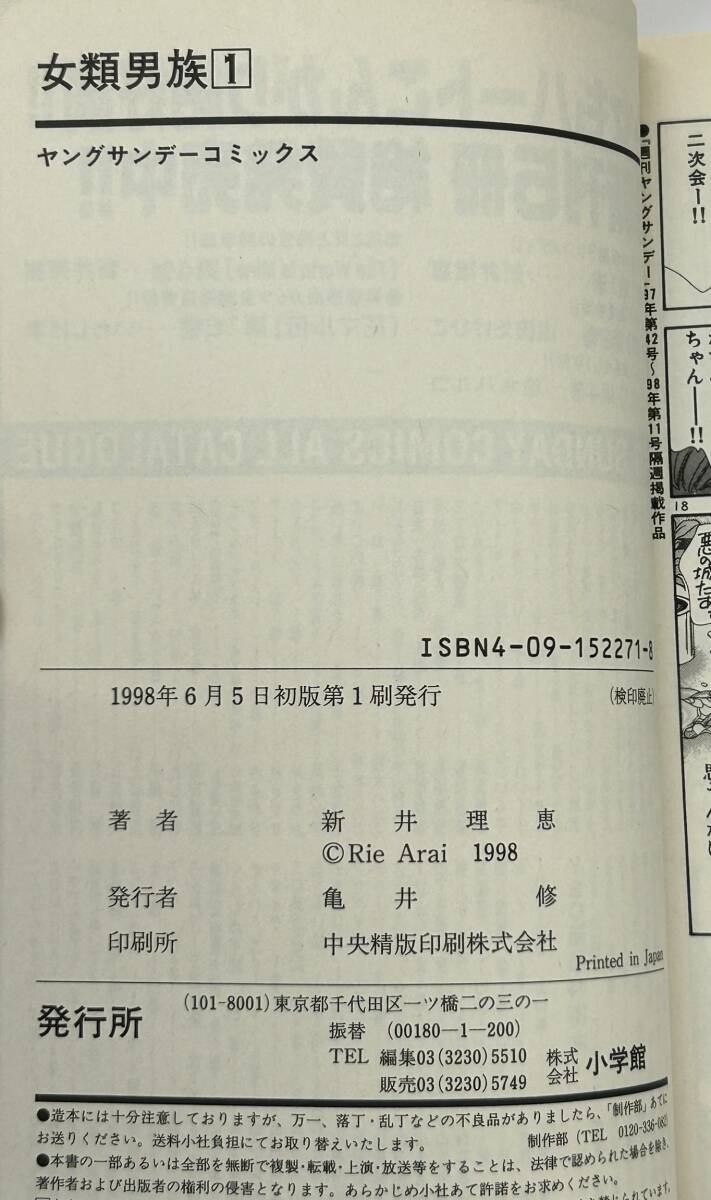 女類男族1
ヤングサンデーコミックス
●「週刊ヤングサンデー」'97年第42号〜'98年第11号隔週掲載作品
ISBN4-09-152271-8
1998年6月5日初版第1刷発行
(検印廃止)
著者 新井理恵
©Rie Arai 1998
発行者 亀井修
印刷所 中央精版印刷株式会社
Printed in Japan
発行所
(101-8001)東京都千代田区一ツ橋二の三の一
振替 (00180―1―200)
TEL 編集03(3230)5510
販売03(3230)5749
株式会社 小学館
●造本には十分注意しておりますが、万一、落丁・乱丁などの不良品がありましたら、「制作部」あてに
お送りください。送料小社負担にてお取り替えいたします。 制作部(TEL 0120-336-082)
●本書の一部あるいは全部を無断で複製・転載・上演・放送等をすることは、法律で認められた場合を除き、
著作者および出版者の権利の侵害となります。あらかじめ小社あて許諾をお求めください。
二次会ー!!
ちゃん――!!
18
悪の城